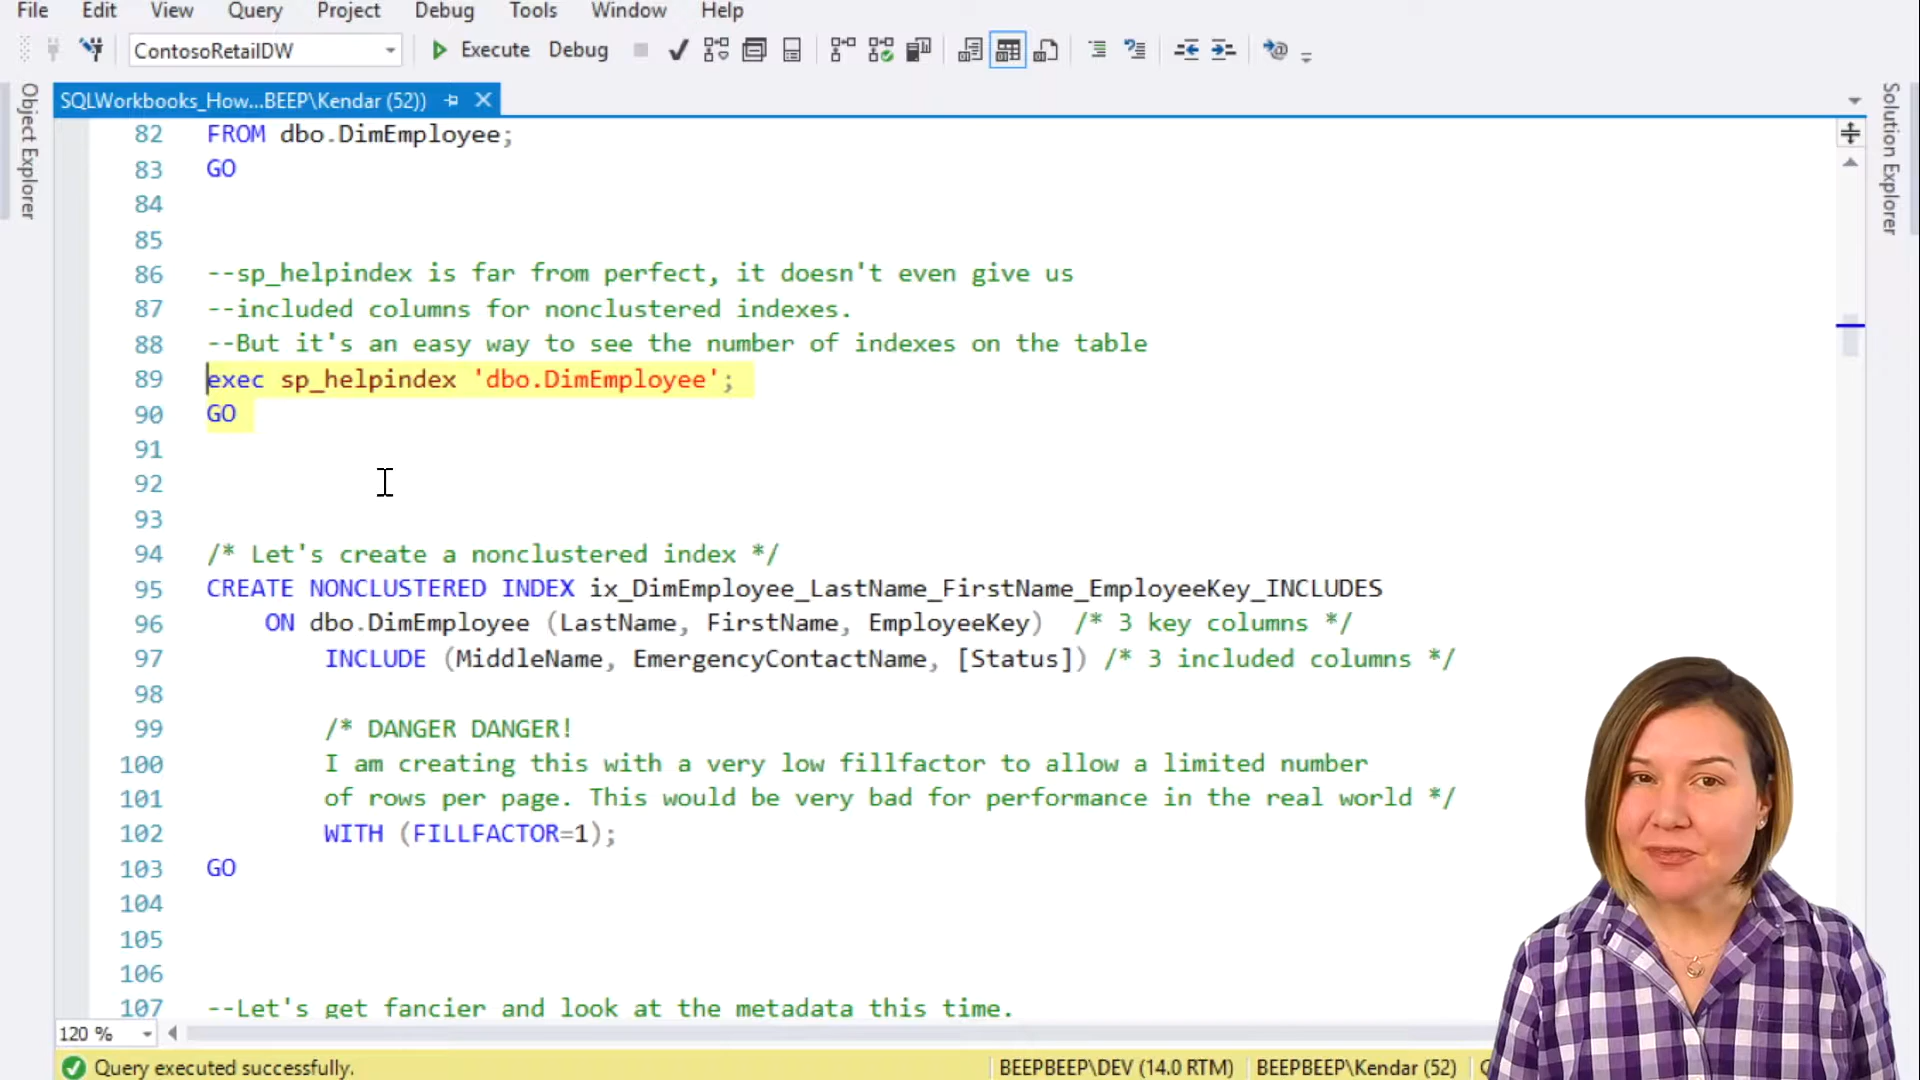 File Edit View Query Project Debug Tools Window Help
ContosoRetailDW Execute Debug
SQLWorkbooks_How...BEEP\Kendar (52))
Object Explorer
Solution Explorer
82 FROM dbo.DimEmployee;
83 GO
84
85
86 --sp_helpindex is far from perfect, it doesn't even give us
87 --included columns for nonclustered indexes.
88 --But it's an easy way to see the number of indexes on the table
89 exec sp_helpindex 'dbo.DimEmployee';
90 GO
91
92
93
94 /* Let's create a nonclustered index */
95 CREATE NONCLUSTERED INDEX ix_DimEmployee_LastName_FirstName_EmployeeKey_INCLUDES
96 ON dbo.DimEmployee (LastName, FirstName, EmployeeKey) /* 3 key columns */
97 INCLUDE (MiddleName, EmergencyContactName, [Status]) /* 3 included columns */
98
99 /* DANGER DANGER!
100 I am creating this with a very low fillfactor to allow a limited number
101 of rows per page. This would be very bad for performance in the real world */
102 WITH (FILLFACTOR=1);
103 GO
104
105
106
107 --Let's get fancier and look at the metadata this time.
120 %
Query executed successfully. BEEPBEEP\DEV (14.0 RTM) BEEPBEEP\Kendar (52)